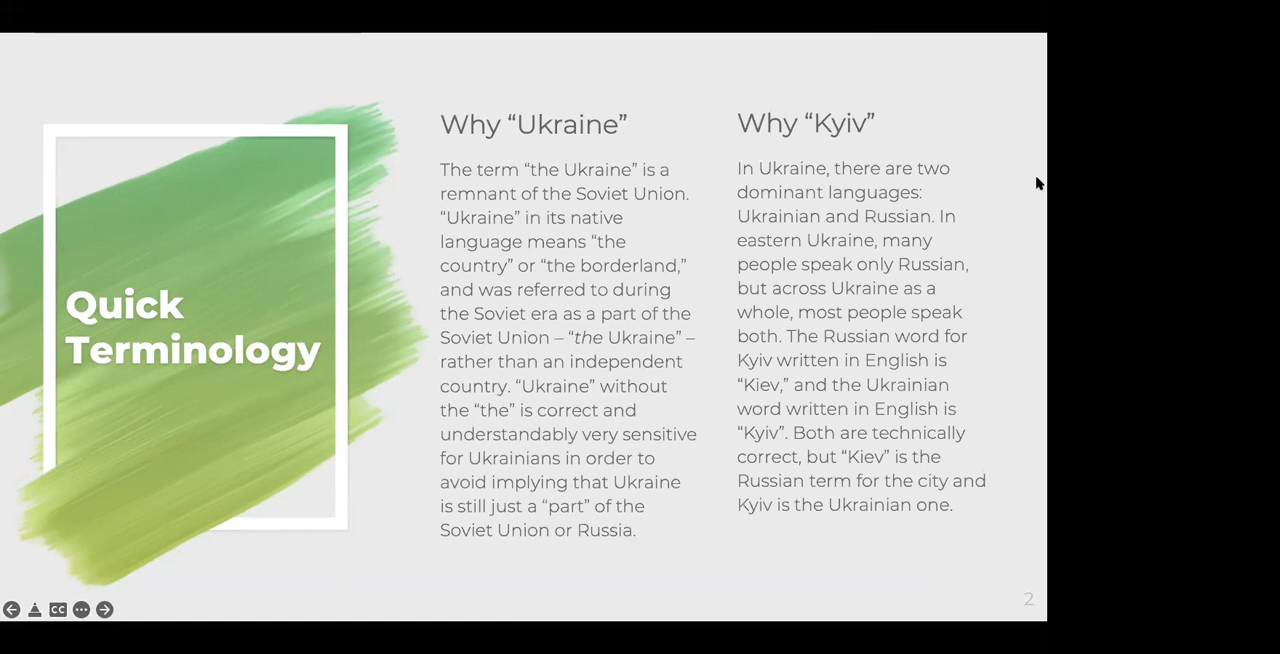 Quick
Terminology
Why “Ukraine”
The term “the Ukraine” is a
remnant of the Soviet Union.
“Ukraine” in its native
language means “the
country” or “the borderland,”
and was referred to during
the Soviet era as a part of the
Soviet Union – “the Ukraine” –
rather than an independent
country. “Ukraine” without
the “the” is correct and
understandably very sensitive
for Ukrainians in order to
avoid implying that Ukraine
is still just a “part” of the
Soviet Union or Russia.
Why “Kyiv”
In Ukraine, there are two
dominant languages:
Ukrainian and Russian. In
eastern Ukraine, many
people speak only Russian,
but across Ukraine as a
whole, most people speak
both. The Russian word for
Kyiv written in English is
“Kiev,” and the Ukrainian
word written in English is
“Kyiv”. Both are technically
correct, but “Kiev” is the
Russian term for the city and
Kyiv is the Ukrainian one.
CC
2